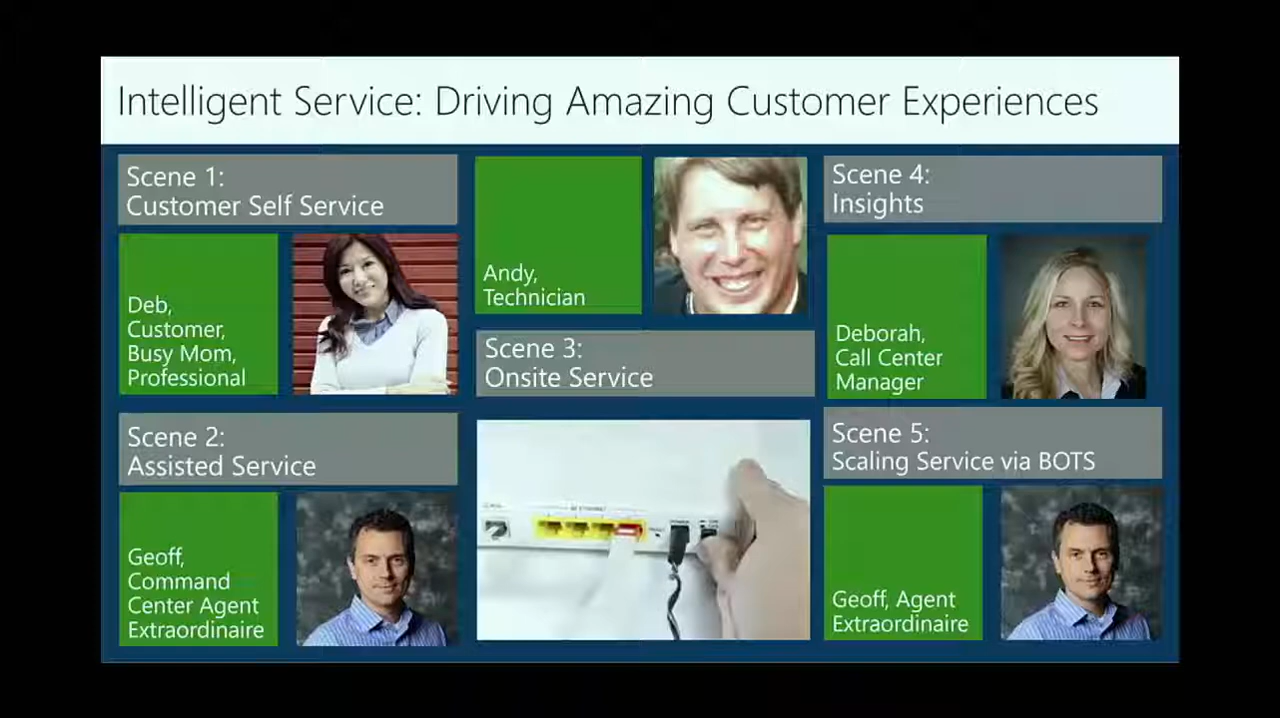 Intelligent Service: Driving Amazing Customer Experiences
Scene 1:
Customer Self Service
Deb,
Customer,
Busy Mom,
Professional
Scene 2:
Assisted Service
Geoff,
Command
Center Agent
Extraordinaire
Andy,
Technician
Scene 3:
Onsite Service
Scene 4:
Insights
Deborah,
Call Center
Manager
Scene 5:
Scaling Service via BOTS
Geoff, Agent
Extraordinaire